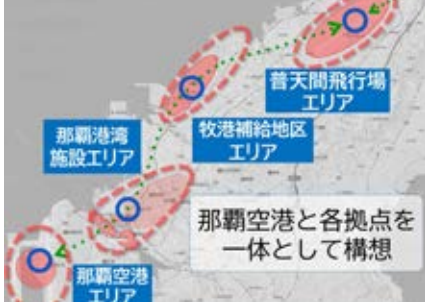 普天間飛行場
エリア
牧港補給地区
エリア
那覇港湾
施設エリア
那覇空港と各拠点を
一体として構想
那覇空港
エリア